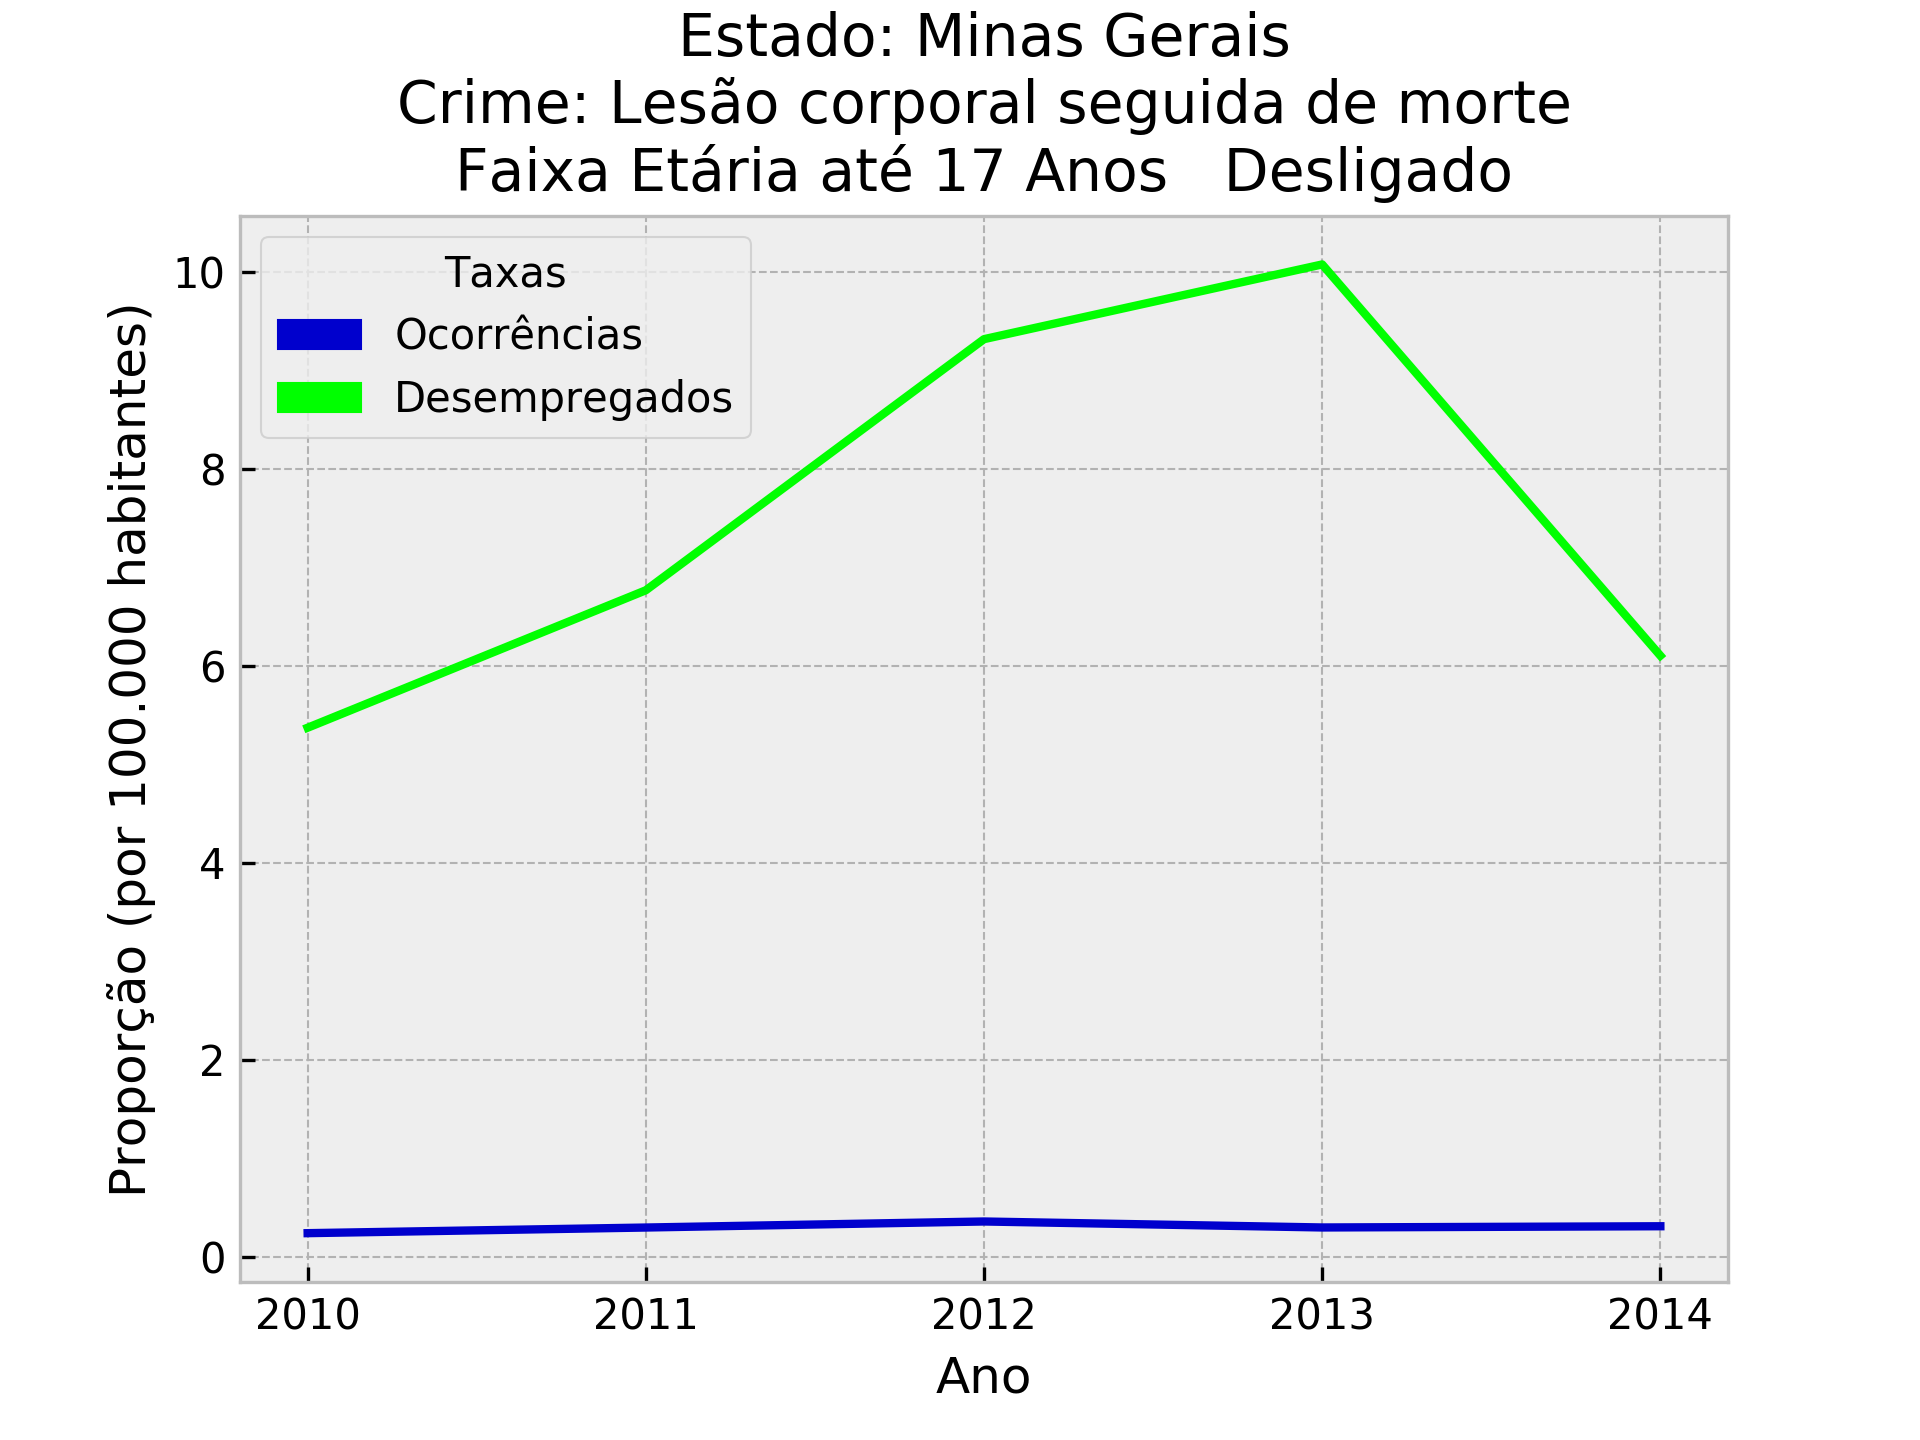 Estado: Minas Gerais
Crime: Lesão corporal seguida de morte
Faixa Etária até 17 Anos   Desligado
Taxas
Ocorrências
Desempregados
Proporção (por 100.000 habitantes)
10
8
6
4
2
0
2010 2011 2012 2013 2014
Ano